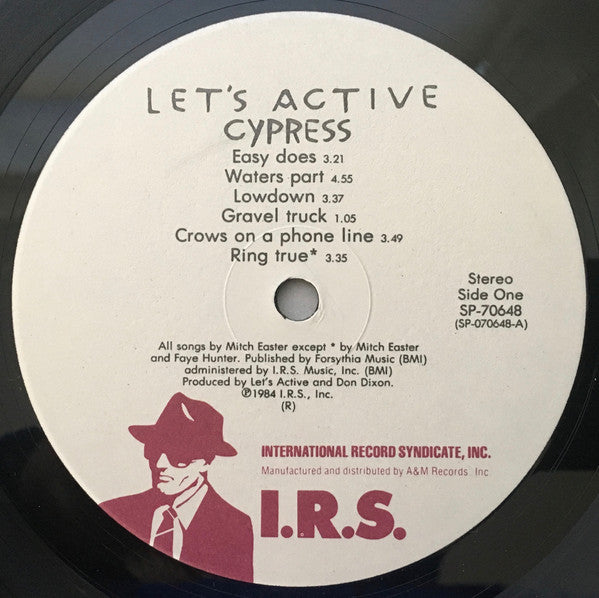 LET'S ACTIVE
CYPRESS
Easy does 3.21
Waters part 4.55
Lowdown 3.37
Gravel truck 1.05
Crows on a phone line 3.49
Ring true* 3.35
Stereo
Side One
SP-70648
(SP-070648-A)
All songs by Mitch Easter except * by Mitch Easter
and Faye Hunter. Published by Forsythia Music (BMI)
administered by I.R.S. Music, Inc. (BMI)
Produced by Let's Active and Don Dixon.
℗1984 I.R.S., Inc.
(R)
INTERNATIONAL RECORD SYNDICATE, INC.
Manufactured and distributed by A&M Records. Inc.
I.R.S.